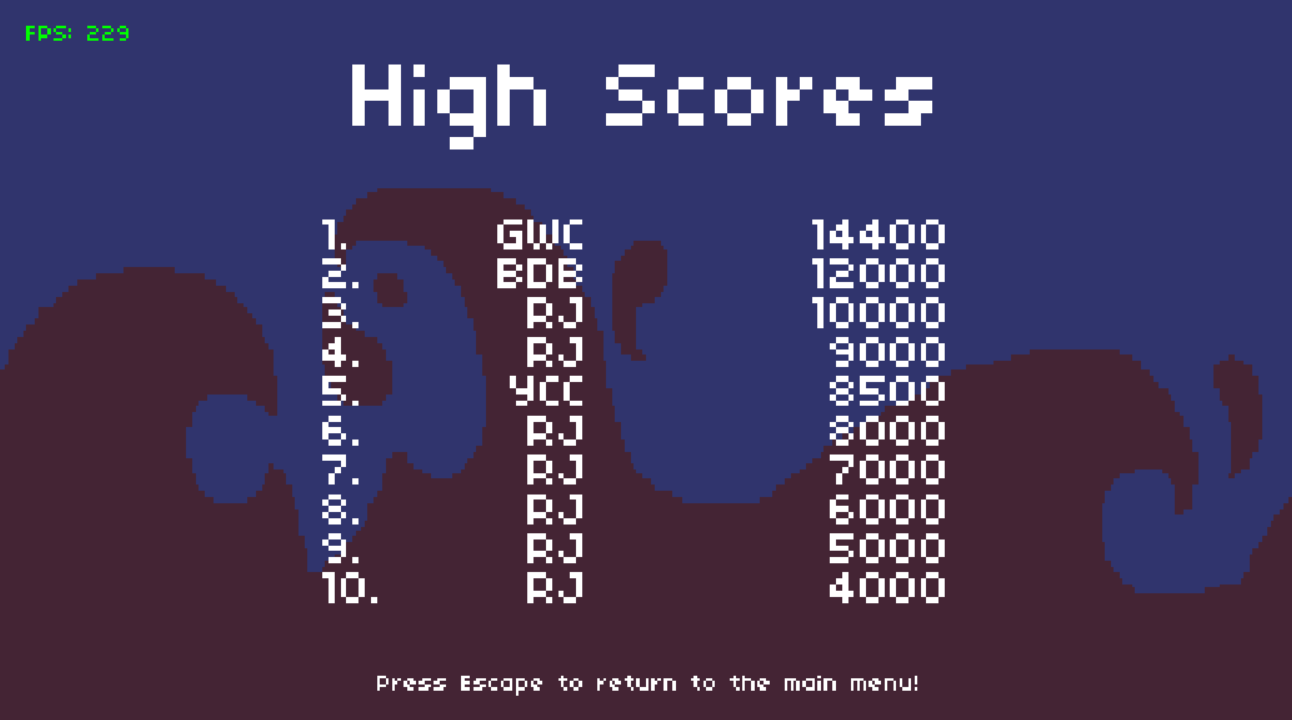 FPS: 229
High Scores
1. GWC 14400
2. BDB 12000
3. RJ 10000
4. RJ 9000
5. YCC 8500
6. RJ 8000
7. RJ 7000
8. RJ 6000
9. RJ 5000
10. RJ 4000
Press Escape to return to the main menu!